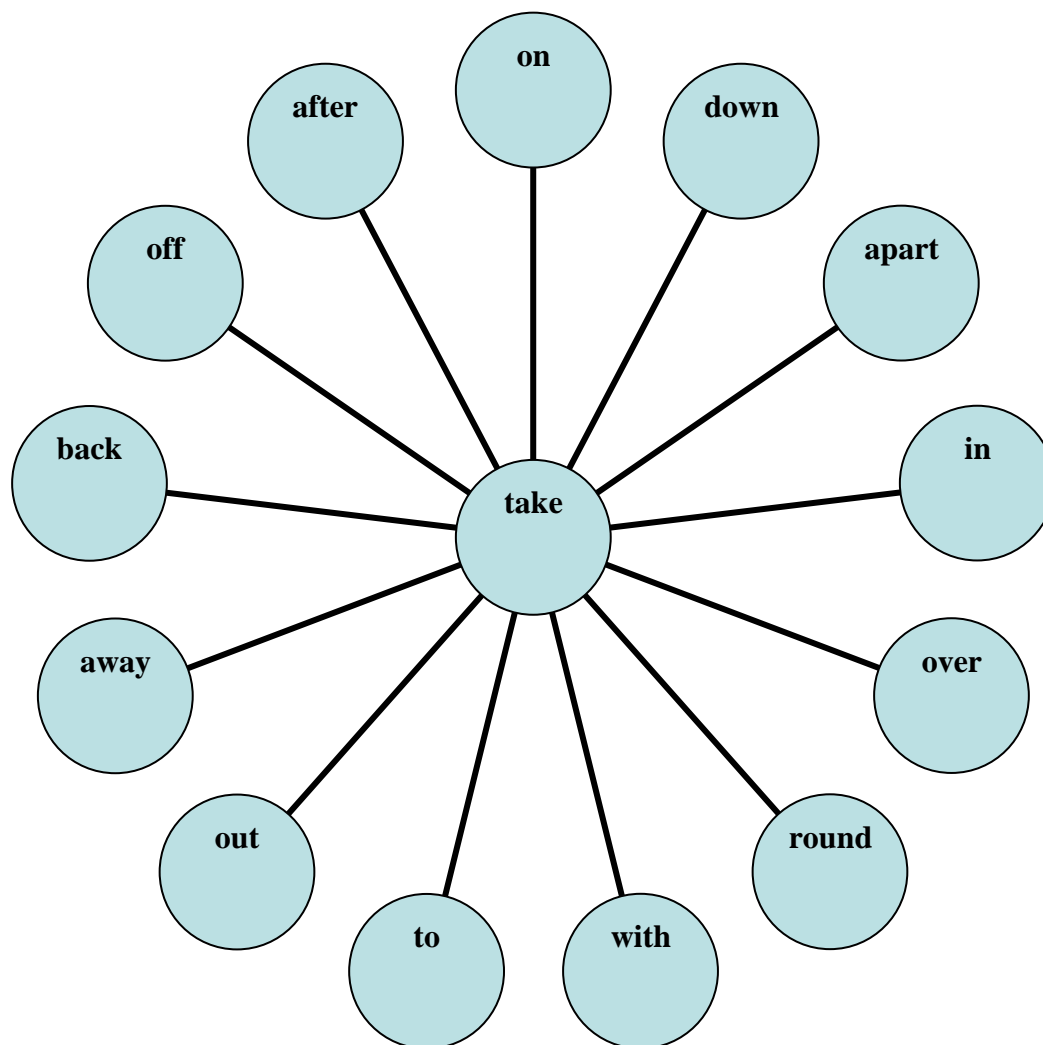 on
after
down
off
apart
back
in
take
away
over
out
round
to
with